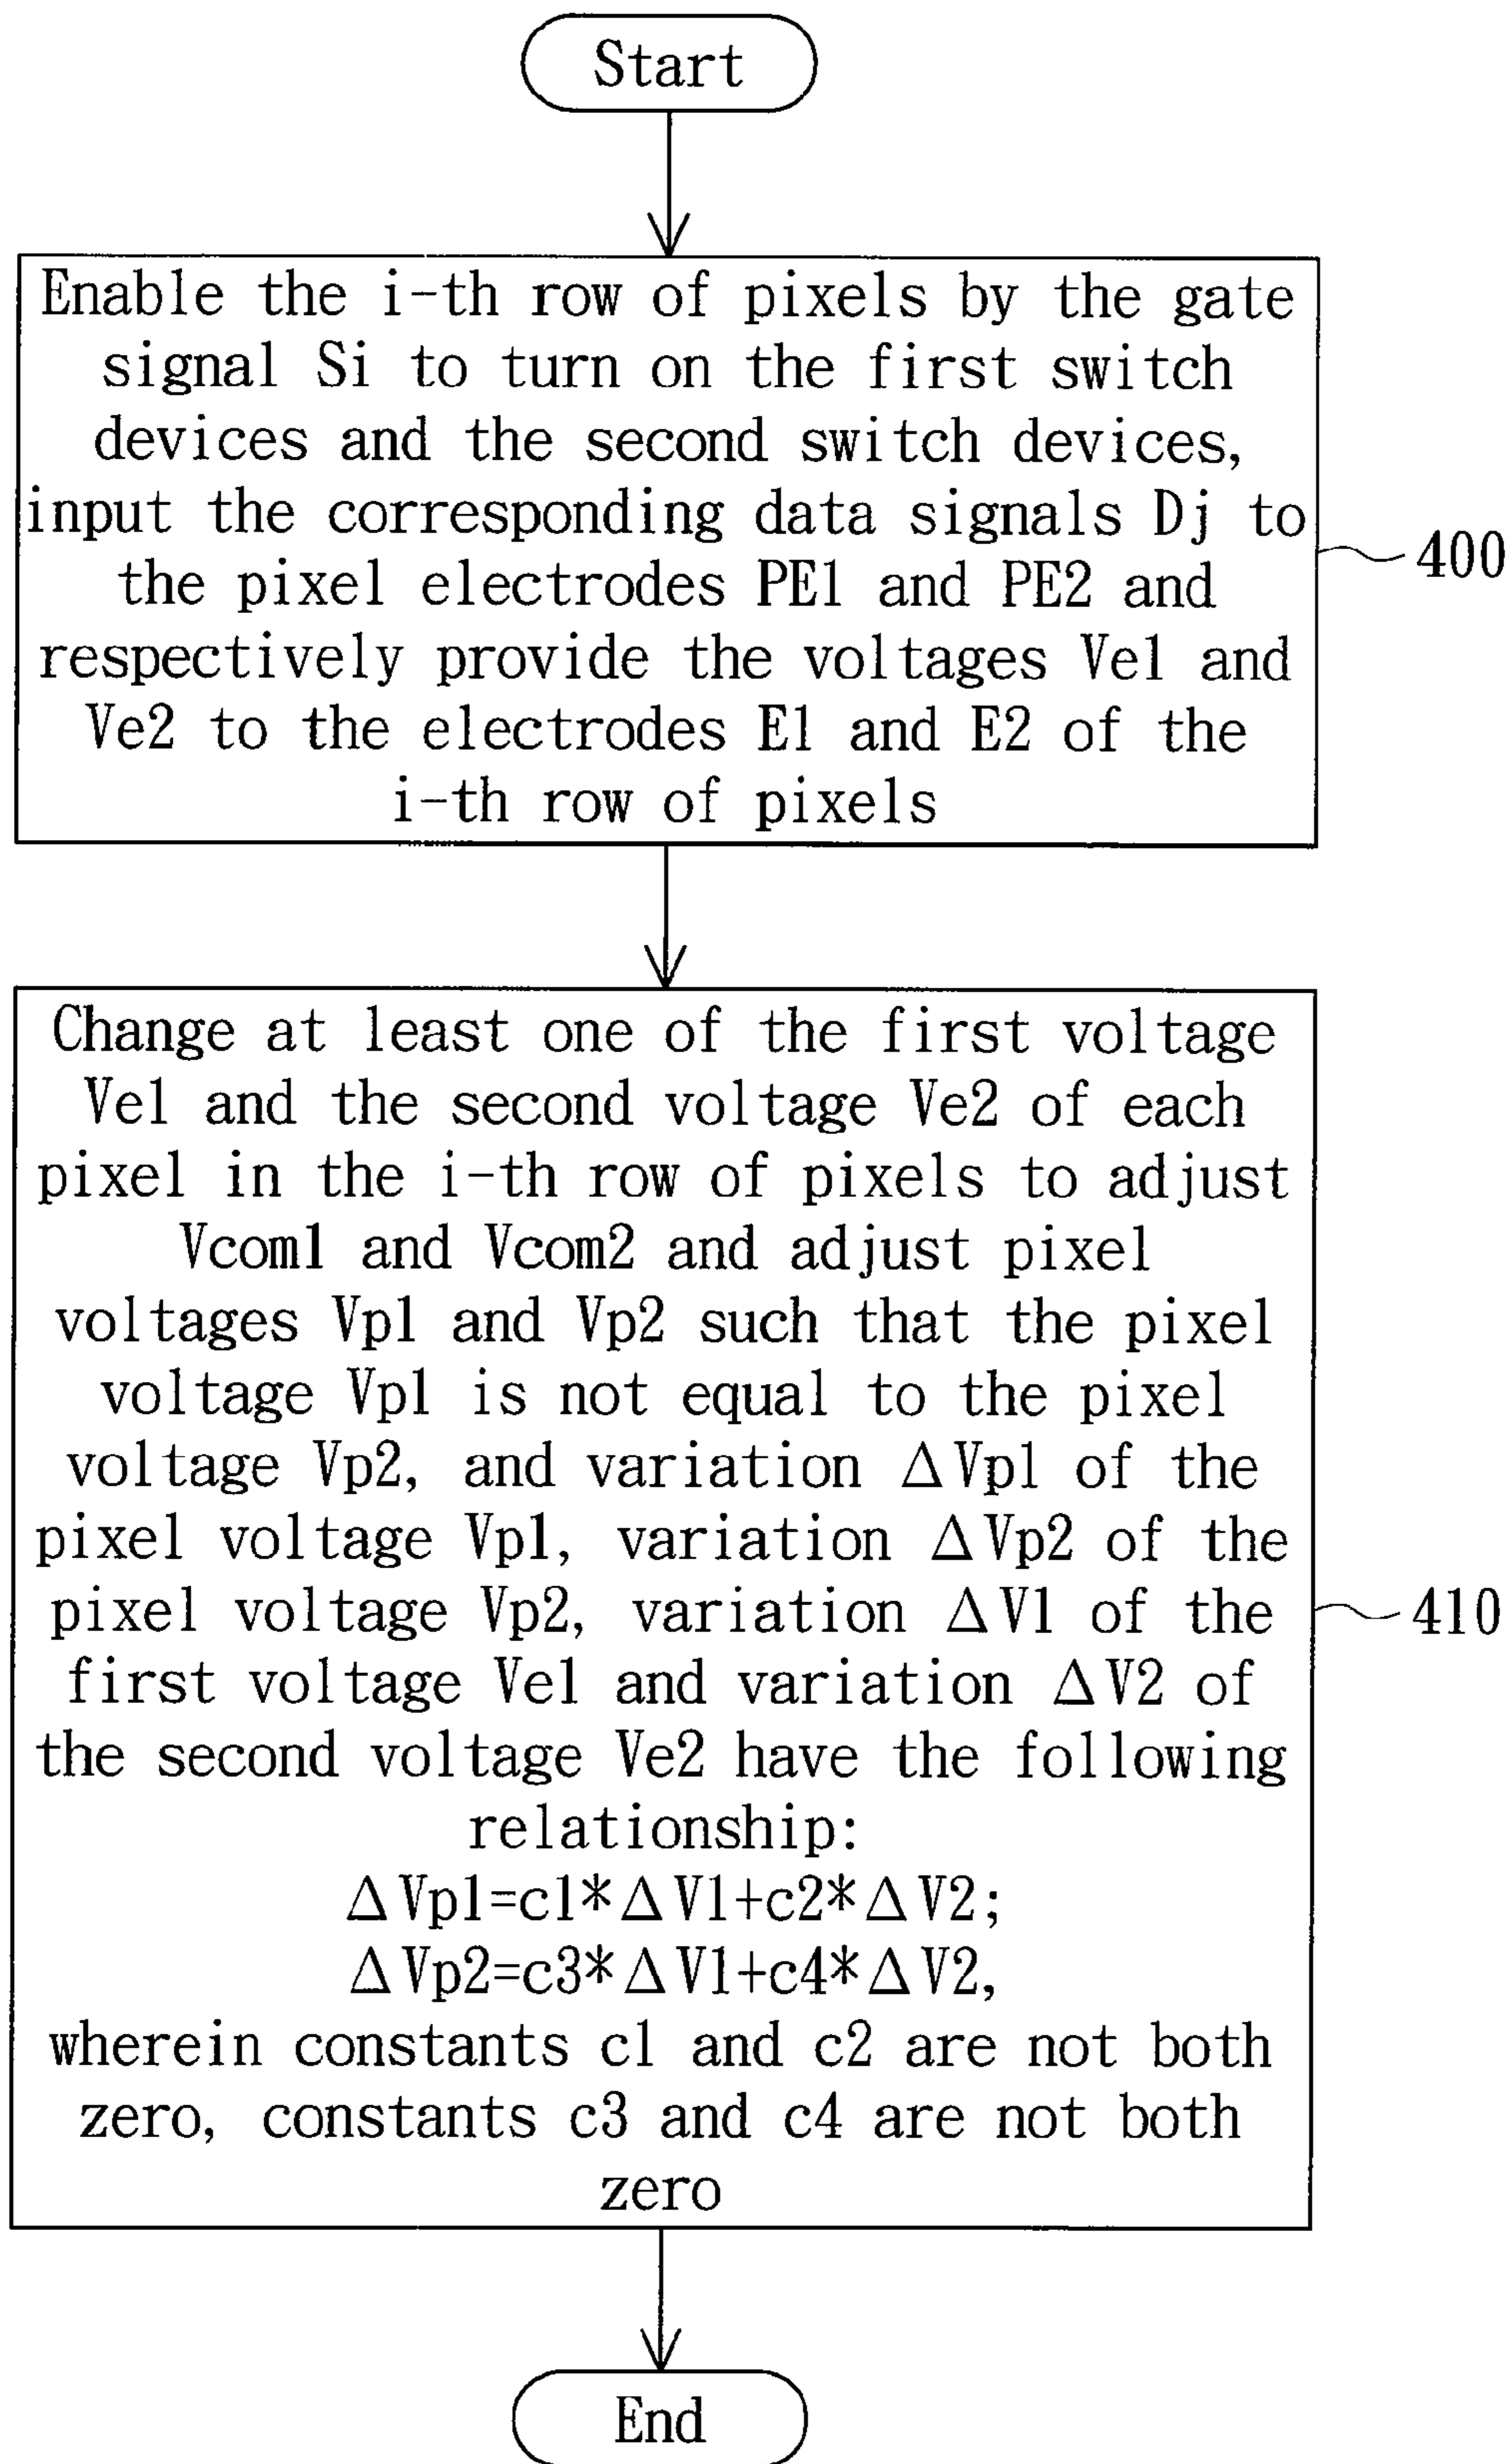 Start
Enable the i-th row of pixels by the gate
signal Si to turn on the first switch
devices and the second switch devices,
input the corresponding data signals Dj to
the pixel electrodes PE1 and PE2 and
respectively provide the voltages Ve1 and
Ve2 to the electrodes E1 and E2 of the
i-th row of pixels
400
Change at least one of the first voltage
Ve1 and the second voltage Ve2 of each
pixel in the i-th row of pixels to adjust
Vcom1 and Vcom2 and adjust pixel
voltages Vp1 and Vp2 such that the pixel
voltage Vp1 is not equal to the pixel
voltage Vp2, and variation ΔVp1 of the
pixel voltage Vp1, variation ΔVp2 of the
pixel voltage Vp2, variation ΔV1 of the
first voltage Ve1 and variation ΔV2 of
the second voltage Ve2 have the following
relationship:
ΔVp1=c1*ΔV1+c2*ΔV2;
ΔVp2=c3*ΔV1+c4*ΔV2,
wherein constants c1 and c2 are not both
zero, constants c3 and c4 are not both
zero
410
End